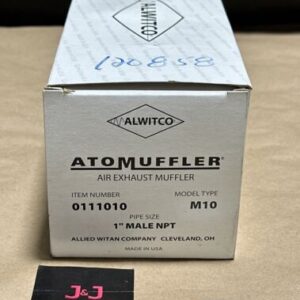 120858
ALWITCO
ATOMUFFLER®
AIR EXHAUST MUFFLER
ITEM NUMBER MODEL TYPE
0111010 M10
PIPE SIZE
1" MALE NPT
ALLIED WITAN COMPANY CLEVELAND, OH
MADE IN USA
J&J